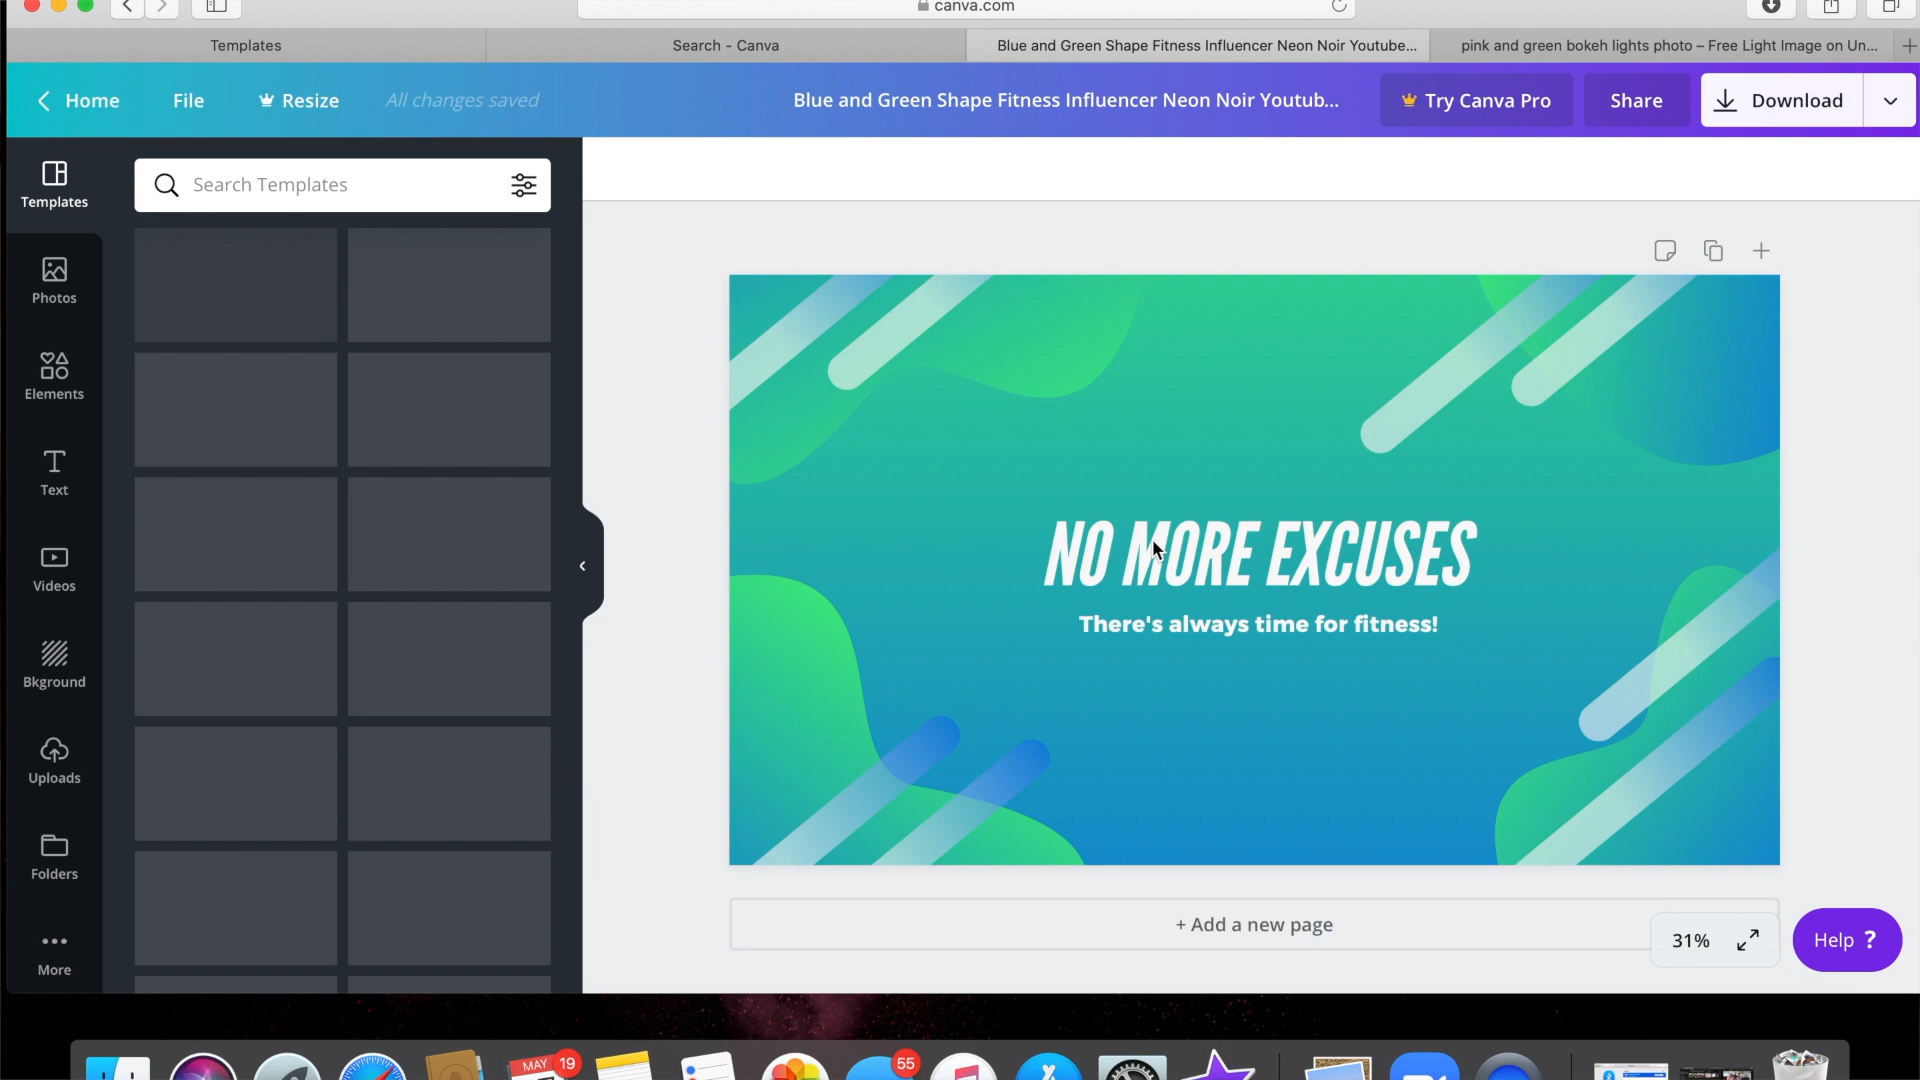 canva.com
Templates
Search - Canva
Blue and Green Shape Fitness Influencer Neon Noir Youtube...
pink and green bokeh lights photo – Free Light Image on Un...
Home
File
Resize
All changes saved
Blue and Green Shape Fitness Influencer Neon Noir Youtub...
Try Canva Pro
Share
Download
Templates
Search Templates
Photos
Elements
Text
Videos
Bkground
Uploads
Folders
More
NO MORE EXCUSES
There's always time for fitness!
+ Add a new page
31%
Help ?
MAY
19
55